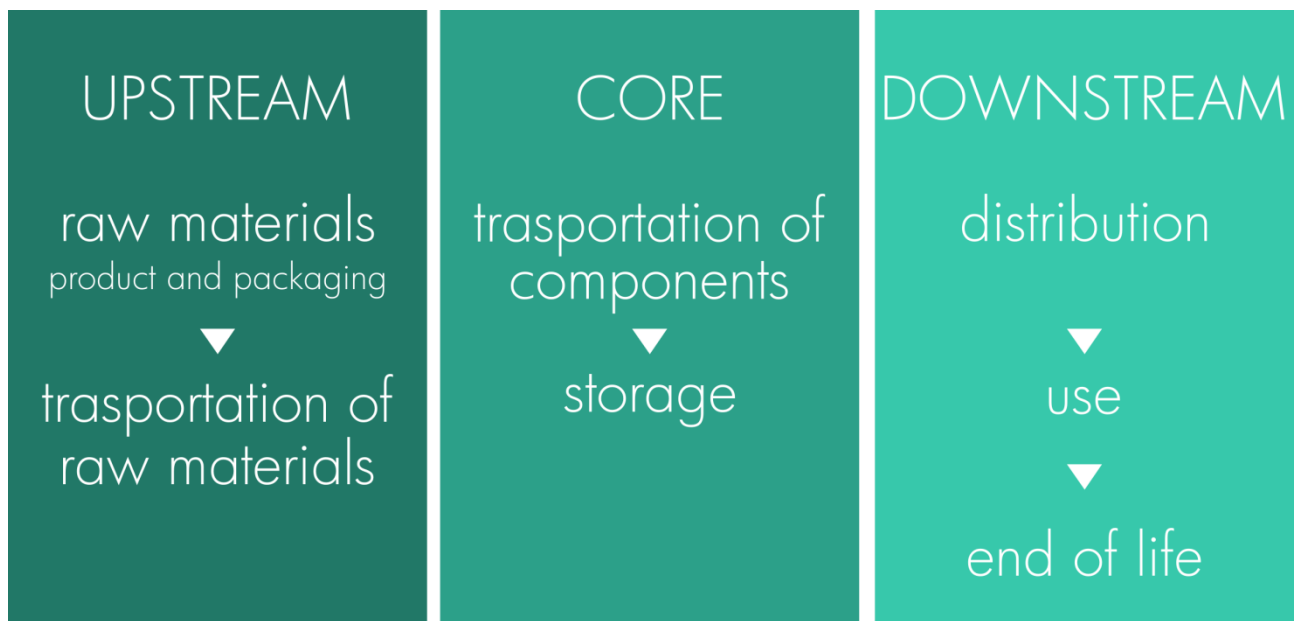 UPSTREAM
raw materials
product and packaging
trasportation of
raw materials
CORE
trasportation of
components
storage
DOWNSTREAM
distribution
use
end of life